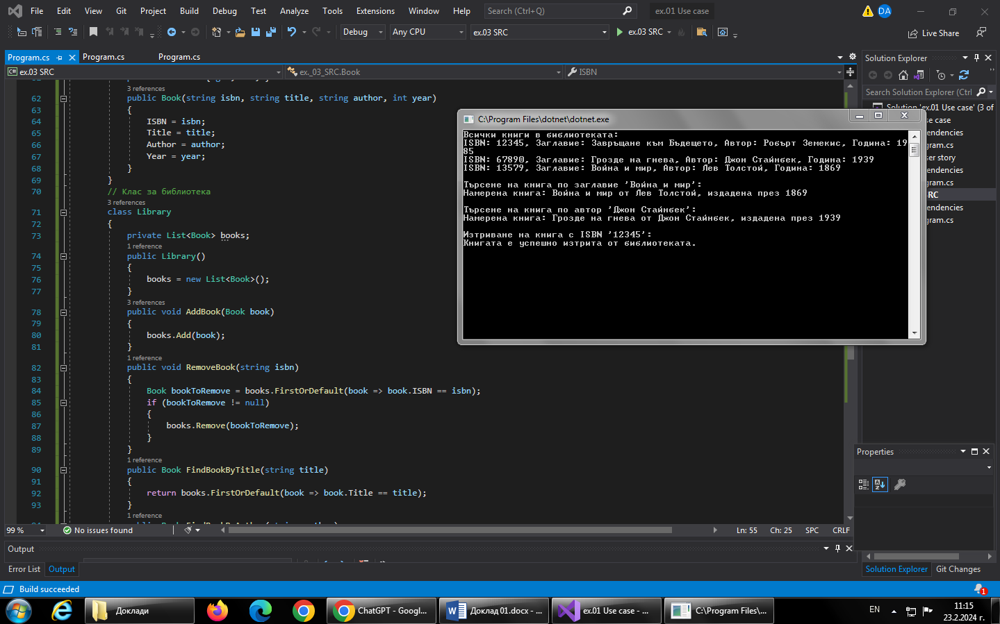 File Edit View Git Project Build Debug Test Analyze Tools Extensions Window Help Search (Ctrl+Q) ex.01 Use case DA
Debug Any CPU ex.03 SRC ex.03 SRC Live Share
Program.cs Program.cs Program.cs
C# ex.03 SRC ex._03_SRC.Book ISBN
3 references
62 public Book(string isbn, string title, string author, int year)
63 {
64 ISBN = isbn;
65 Title = title;
66 Author = author;
67 Year = year;
68 }
69 }
70 // Клас за библиотека
3 references
71 class Library
72 {
73 private List<Book> books;
1 reference
74 public Library()
75 {
76 books = new List<Book>();
77 }
3 references
78 public void AddBook(Book book)
79 {
80 books.Add(book);
81 }
1 reference
82 public void RemoveBook(string isbn)
83 {
84 Book bookToRemove = books.FirstOrDefault(book => book.ISBN == isbn);
85 if (bookToRemove != null)
86 {
87 books.Remove(bookToRemove);
88 }
89 }
1 reference
90 public Book FindBookByTitle(string title)
91 {
92 return books.FirstOrDefault(book => book.Title == title);
93 }
1 reference
99 % No issues found Ln: 55 Ch: 25 SPC CRLF
Output
Error List Output
Build succeeded
C:\Program Files\dotnet\dotnet.exe
Всички книги в библиотеката:
ISBN: 12345, Заглавие: Завръщане към Бъдещето, Автор: Робърт Земекис, Година: 19
85
ISBN: 67890, Заглавие: Грозде на гнева, Автор: Джон Стайнбек, Година: 1939
ISBN: 13579, Заглавие: Война и мир, Автор: Лев Толстой, Година: 1869
Търсене на книга по заглавие 'Война и мир':
Намерена книга: Война и мир от Лев Толстой, издадена през 1869
Търсене на книга по автор 'Джон Стайнбек':
Намерена книга: Грозде на гнева от Джон Стайнбек, издадена през 1939
Изтриване на книга с ISBN '12345':
Книгата е успешно изтрита от библиотеката.
Solution Explorer
Search Solution Explorer (Ctrl
Solution 'ex.01 Use case' (3 of
se case
endencies
gram.cs
ser story
endencies
gram.cs
RC
endencies
gram.cs
Properties
Solution Explorer Git Changes
1
Доклади ChatGPT - Googl... Доклад 01.docx - ... ex.01 Use case - ... C:\Program Files\... EN 11:15
23.2.2024 г.